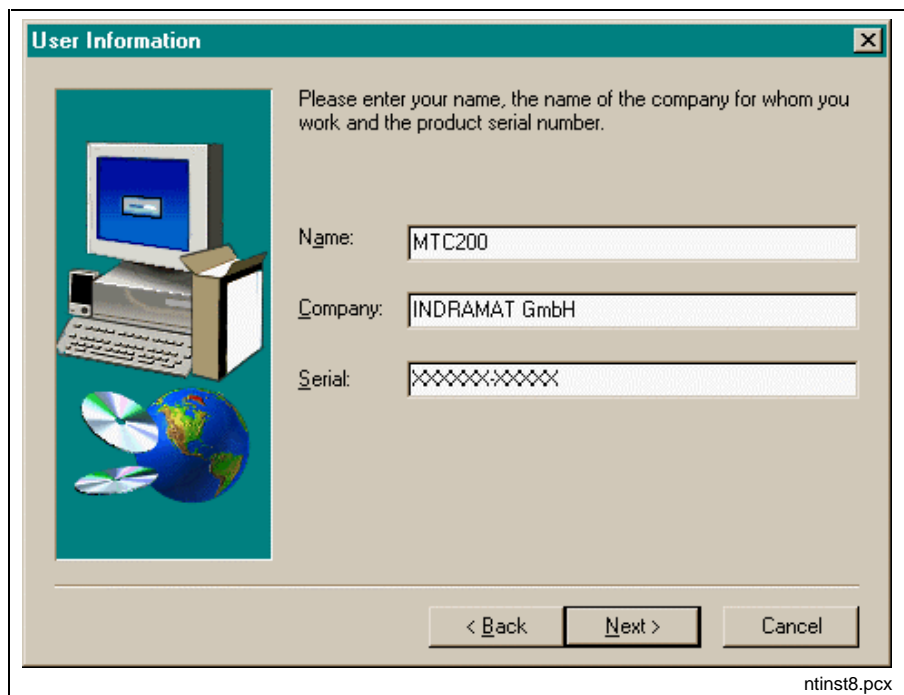 User Information
Please enter your name, the name of the company for whom you
work and the product serial number.
Name:
MTC200
Company:
INDRAMAT GmbH
Serial:
XXXXXX-XXXXX
< Back
Next >
Cancel
ntinst8.pcx